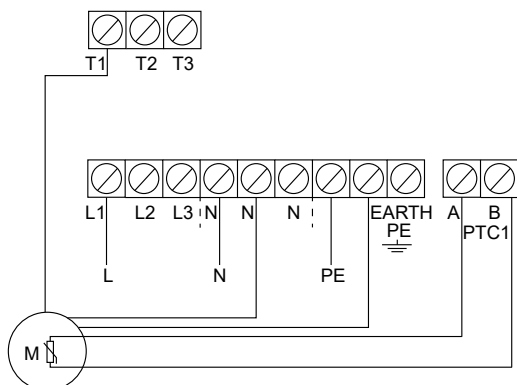 T1 T2 T3
L1 L2 L3 N N N EARTH A B
PE PTC1
L N PE
M